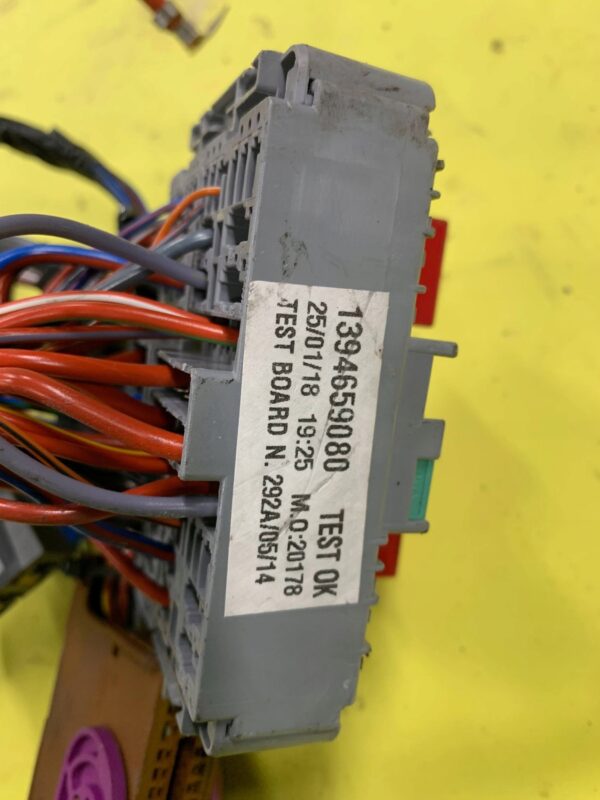 1394659080 TEST OK
25/01/18 19:25 M.O:20178
TEST BOARD N. 292A/05/14